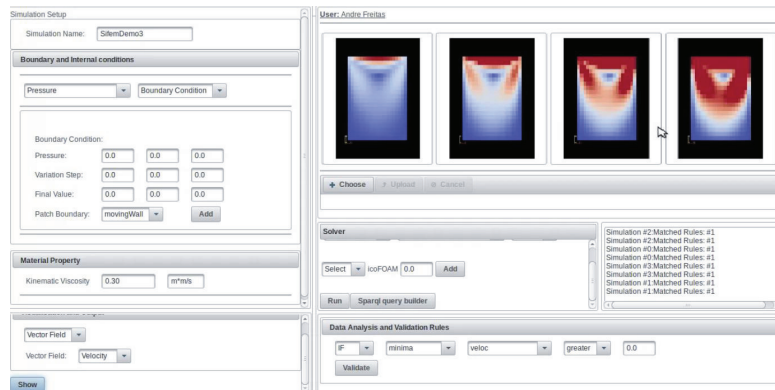 Simulation Setup
Simulation Name: SifemDemo3
Boundary and Internal conditions
Pressure Boundary Condition
Boundary Condition:
Pressure: 0.0 0.0 0.0
Variation Step: 0.0 0.0 0.0
Final Value: 0.0 0.0 0.0
Patch Boundary: movingWall Add
Material Property
Kinematic Viscosity 0.30 m*m/s
Vector Field
Vector Field: Velocity
Show
User: Andre Freitas
+ Choose Upload Cancel
Solver
Select icoFOAM 0.0 Add
Run Sparql query builder
Simulation #2:Matched Rules: #1
Simulation #2:Matched Rules: #1
Simulation #0:Matched Rules: #1
Simulation #0:Matched Rules: #1
Simulation #3:Matched Rules: #1
Simulation #3:Matched Rules: #1
Simulation #1:Matched Rules: #1
Simulation #1:Matched Rules: #1
Data Analysis and Validation Rules
IF minima veloc greater 0.0
Validate